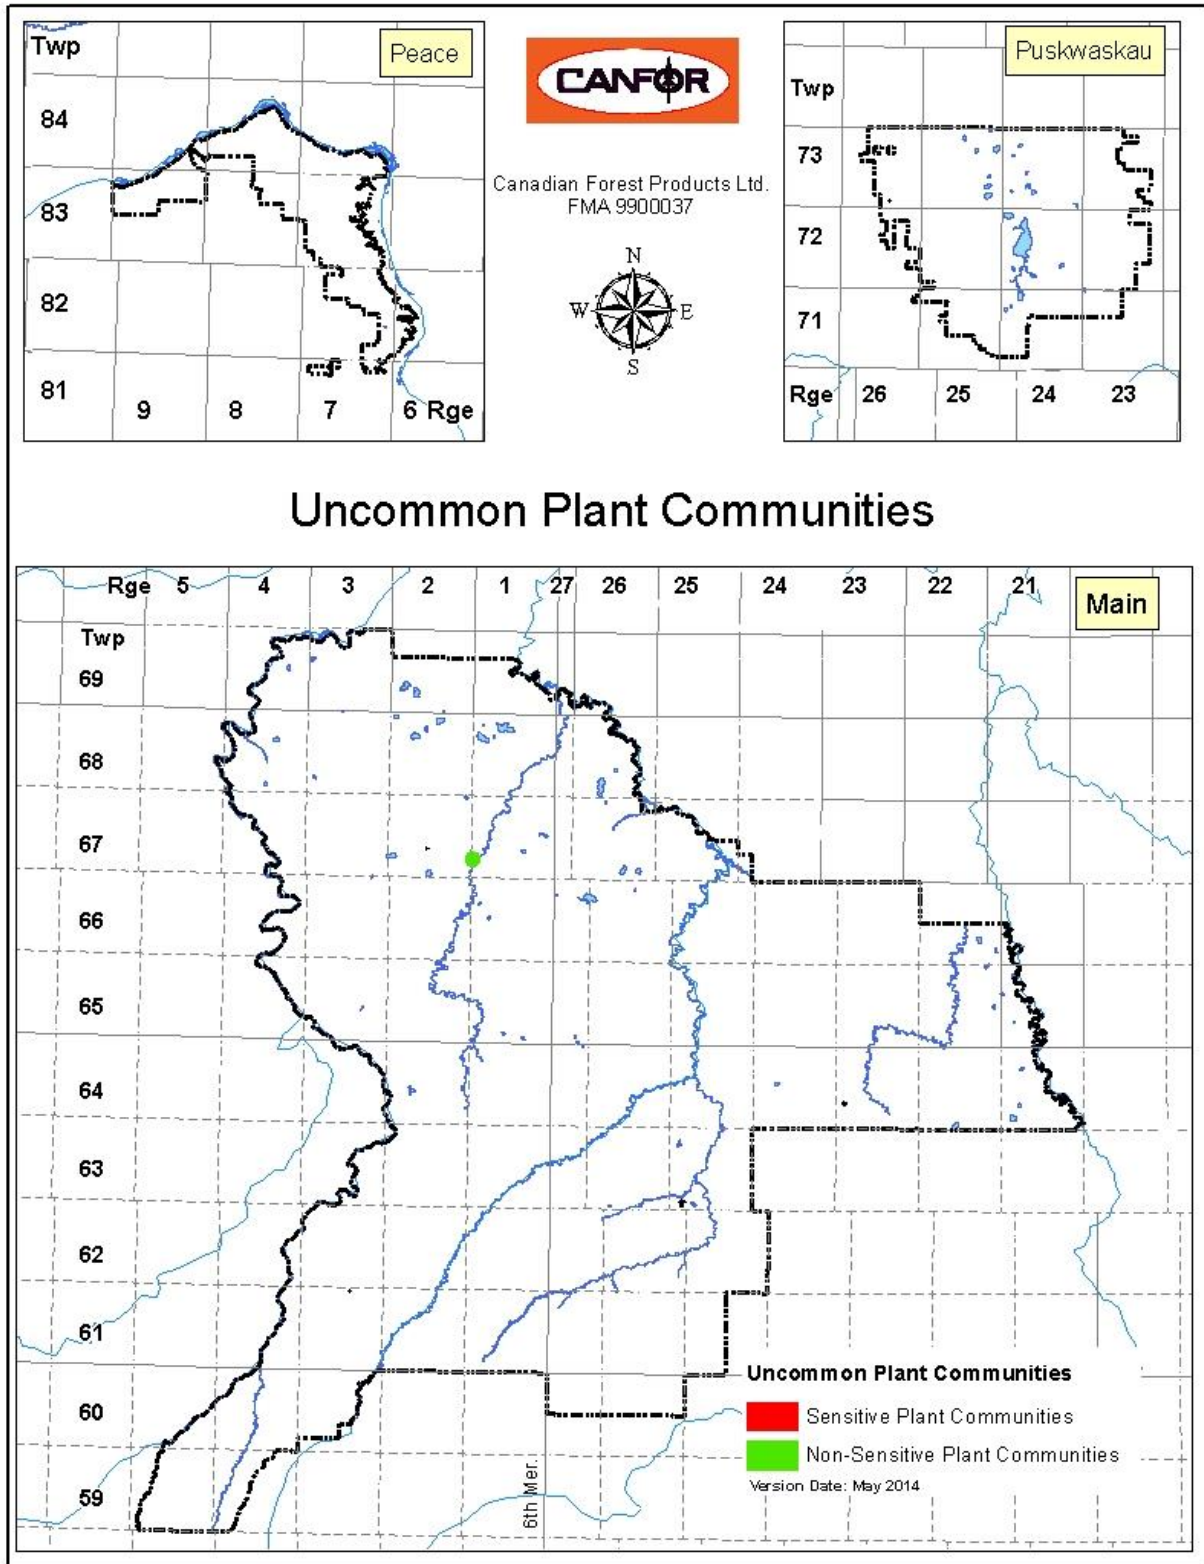 Twp
Peace
84
83
82
81
9 8 7 6 Rge
CANFOR
Canadian Forest Products Ltd.
FMA 9900037
N
W E
S
Puskwaskau
Twp
73
72
71
Rge 26 25 24 23
Uncommon Plant Communities
Rge 5 4 3 2 1 27 26 25 24 23 22 21
Main
Twp
69
68
67
66
65
64
63
62
61
60
59
6th Mer.
Uncommon Plant Communities
Sensitive Plant Communities
Non-Sensitive Plant Communities
Version Date: May 2014